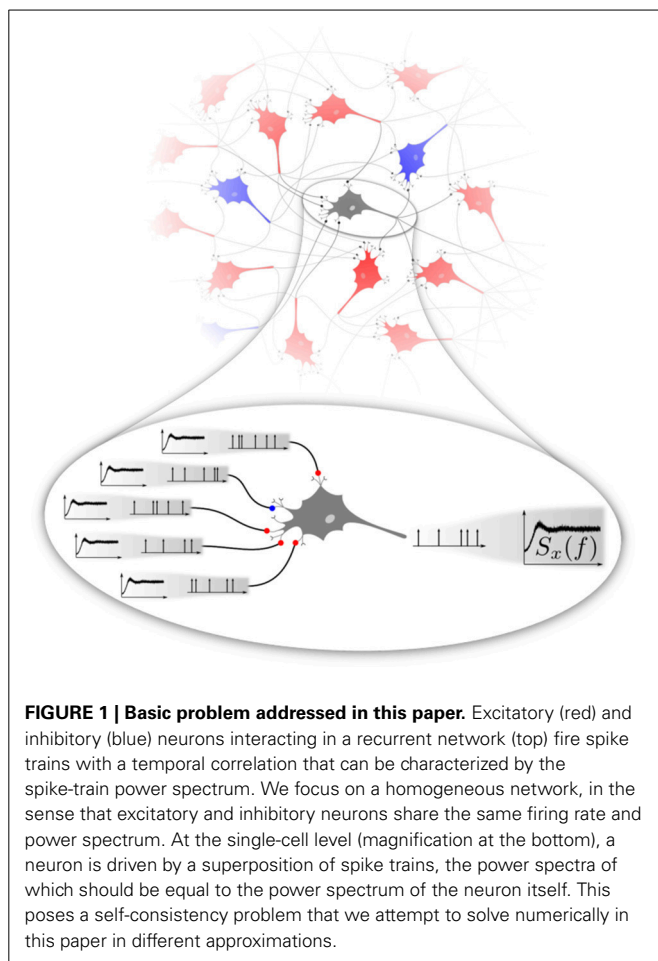 S_x(f)
FIGURE 1 | Basic problem addressed in this paper. Excitatory (red) and
inhibitory (blue) neurons interacting in a recurrent network (top) fire spike
trains with a temporal correlation that can be characterized by the
spike-train power spectrum. We focus on a homogeneous network, in the
sense that excitatory and inhibitory neurons share the same firing rate and
power spectrum. At the single-cell level (magnification at the bottom), a
neuron is driven by a superposition of spike trains, the power spectra of
which should be equal to the power spectrum of the neuron itself. This
poses a self-consistency problem that we attempt to solve numerically in
this paper in different approximations.